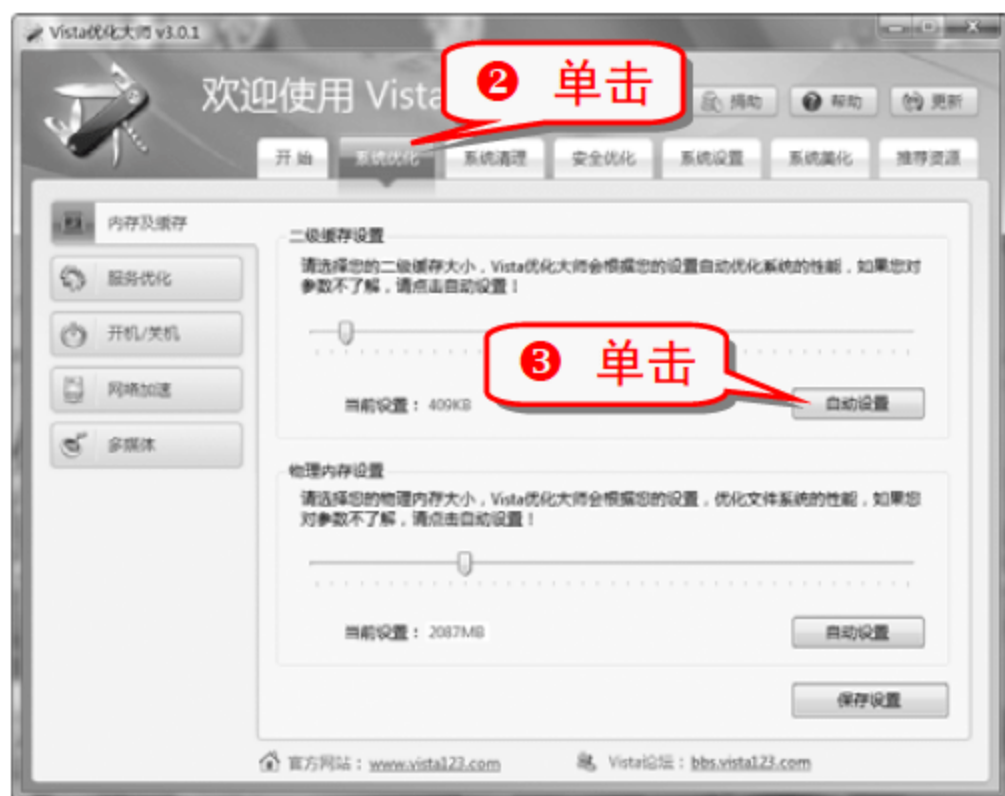 Vista优化大师 v3.0.1
欢迎使用 Vista
❷ 单击
捐助
帮助
更新
开始
系统优化
系统清理
安全优化
系统设置
系统美化
推荐资源
内存及缓存
服务优化
开机/关机
网络加速
多媒体
二级缓存设置
请选择您的二级缓存大小，Vista优化大师会根据您的设置自动优化系统的性能，如果您对
参数不了解，请点击自动设置！
❸ 单击
当前设置：409KB
自动设置
物理内存设置
请选择您的物理内存大小，Vista优化大师会根据您的设置，优化文件系统的性能，如果您
对参数不了解，请点击自动设置！
当前设置：2087MB
自动设置
保存设置
官方网站：www.vista123.com
Vista论坛：bbs.vista123.com